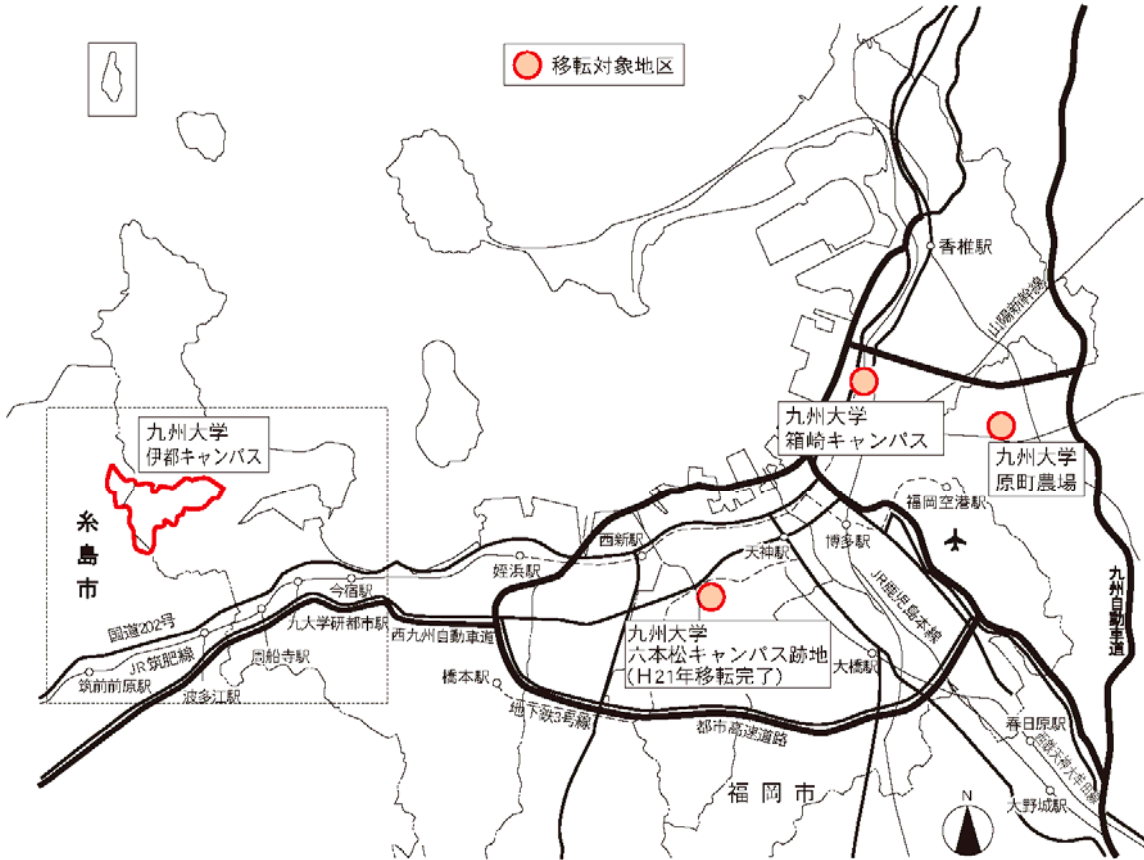 移転対象地区
香椎駅
山陽新幹線
九州大学
箱崎キャンパス
九州大学
伊都キャンパス
九州大学
原町農場
福岡空港駅
糸島市
西新駅
天神駅
博多駅
姪浜駅
今宿駅
JR鹿児島本線
九州自動車道
国道202号
九大学研都市駅
西九州自動車道
九州大学
六本松キャンパス跡地
(H21年移転完了)
JR筑肥線
周船寺駅
大橋駅
筑前前原駅
波多江駅
橋本駅
地下鉄3号線
都市高速道路
春日原駅
西鉄天神大牟田線
福岡市
大野城駅
N